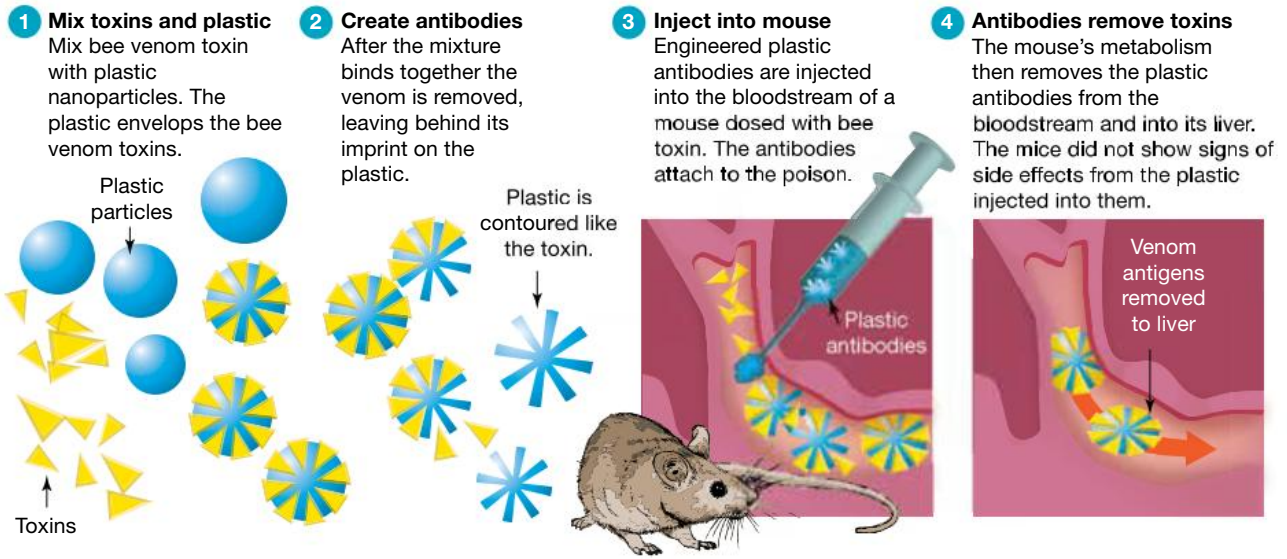 1 Mix toxins and plastic
Mix bee venom toxin
with plastic
nanoparticles. The
plastic envelops the bee
venom toxins.
Plastic
particles
Toxins
2 Create antibodies
After the mixture
binds together the
venom is removed,
leaving behind its
imprint on the
plastic.
Plastic is
contoured like
the toxin.
3 Inject into mouse
Engineered plastic
antibodies are injected
into the bloodstream of a
mouse dosed with bee
toxin. The antibodies
attach to the poison.
Plastic
antibodies
4 Antibodies remove toxins
The mouse’s metabolism
then removes the plastic
antibodies from the
bloodstream and into its liver.
The mice did not show signs of
side effects from the plastic
injected into them.
Venom
antigens
removed
to liver